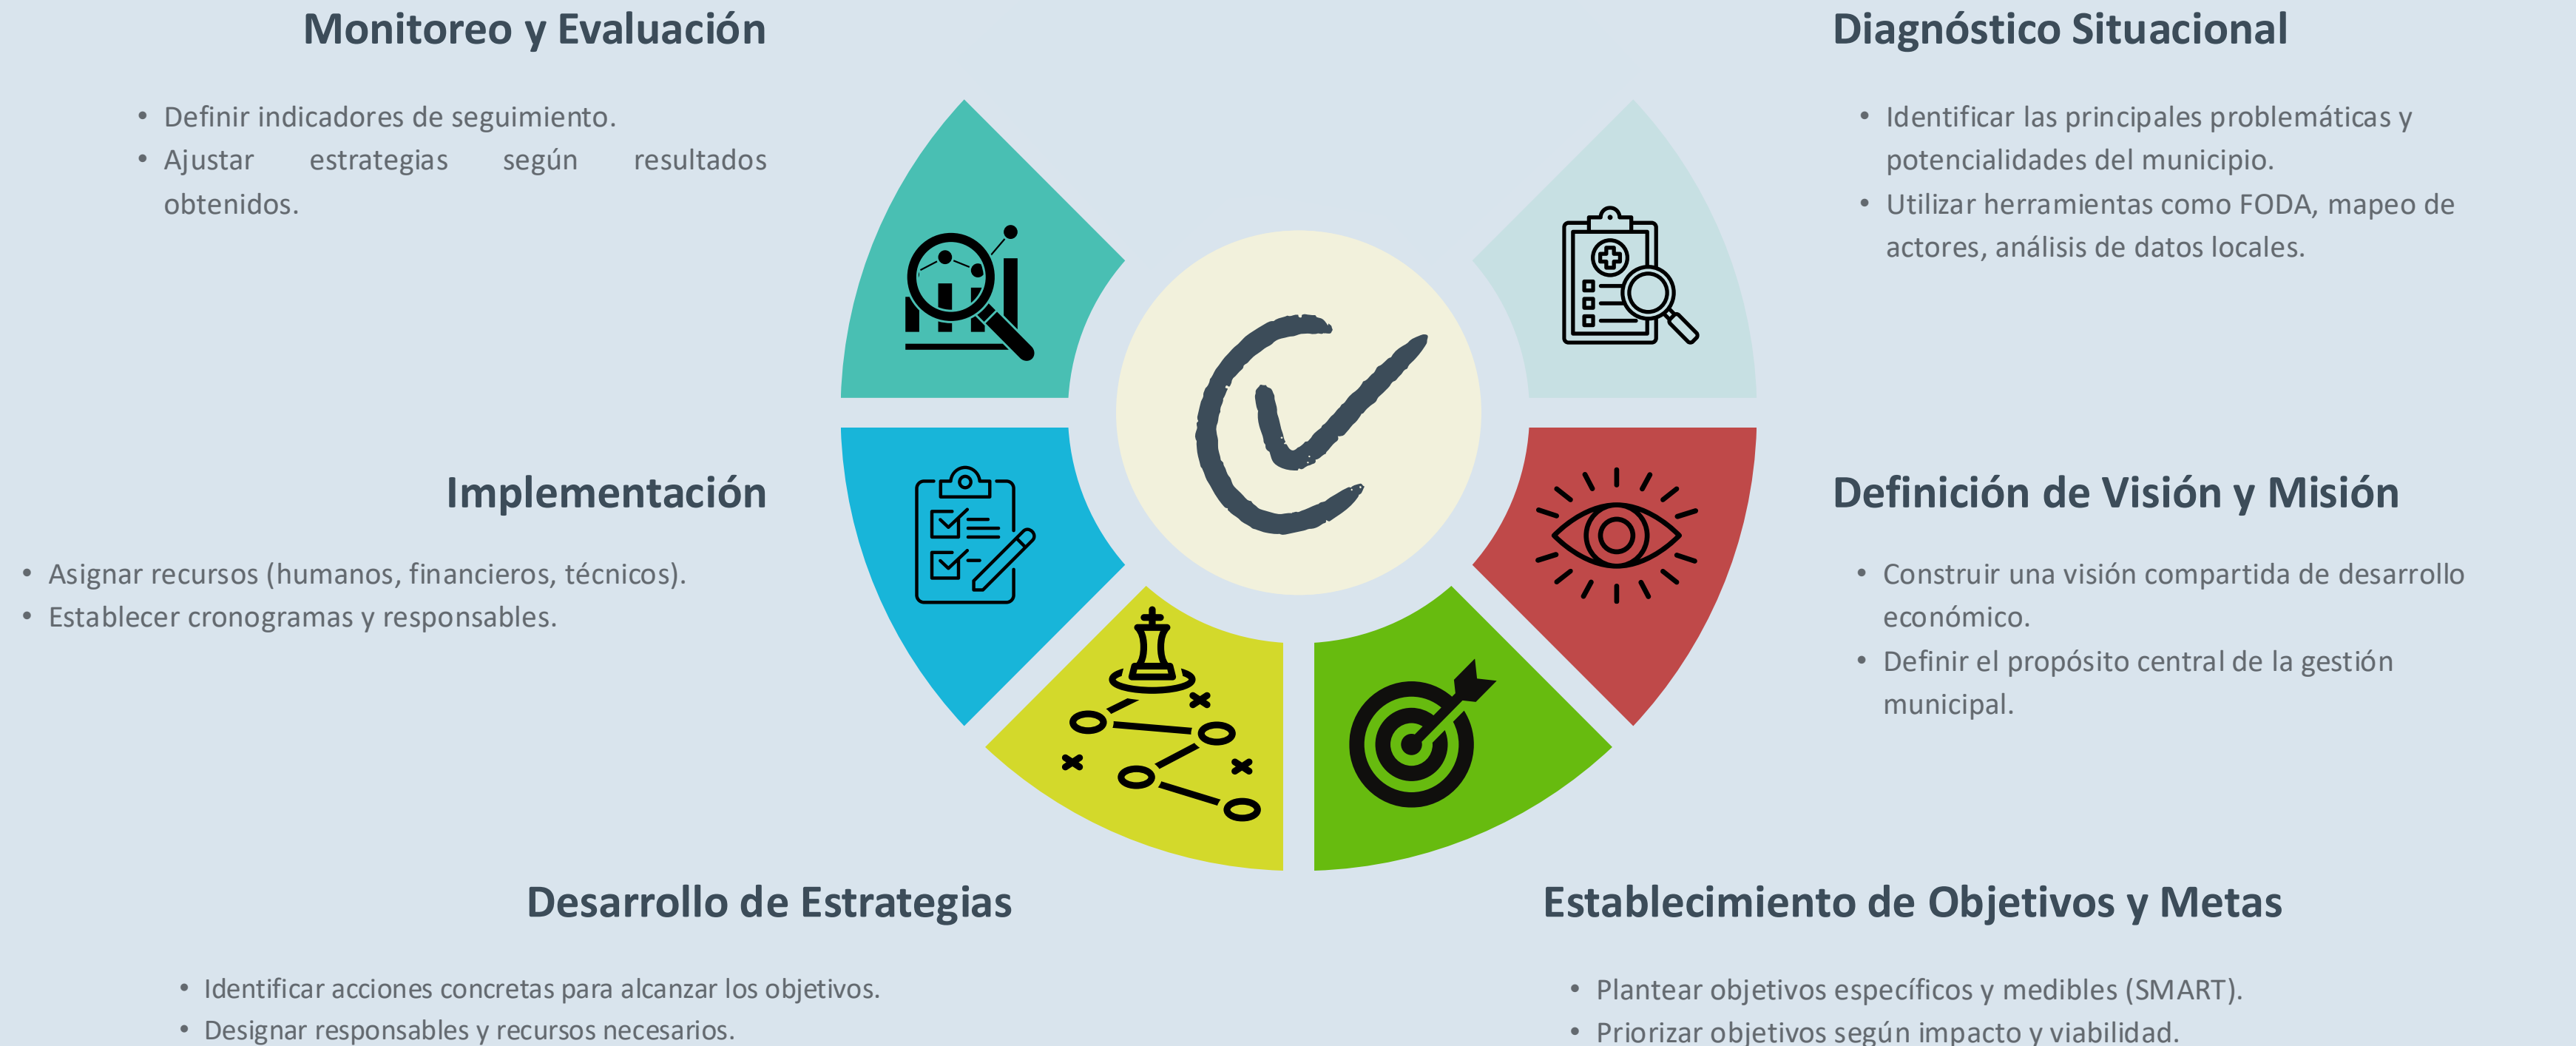 Monitoreo y Evaluación
• Definir indicadores de seguimiento.
• Ajustar estrategias según resultados
obtenidos.
Diagnóstico Situacional
• Identificar las principales problemáticas y
potencialidades del municipio.
• Utilizar herramientas como FODA, mapeo de
actores, análisis de datos locales.
Implementación
• Asignar recursos (humanos, financieros, técnicos).
• Establecer cronogramas y responsables.
Definición de Visión y Misión
• Construir una visión compartida de desarrollo
económico.
• Definir el propósito central de la gestión
municipal.
Desarrollo de Estrategias
• Identificar acciones concretas para alcanzar los objetivos.
• Designar responsables y recursos necesarios.
Establecimiento de Objetivos y Metas
• Plantear objetivos específicos y medibles (SMART).
• Priorizar objetivos según impacto y viabilidad.